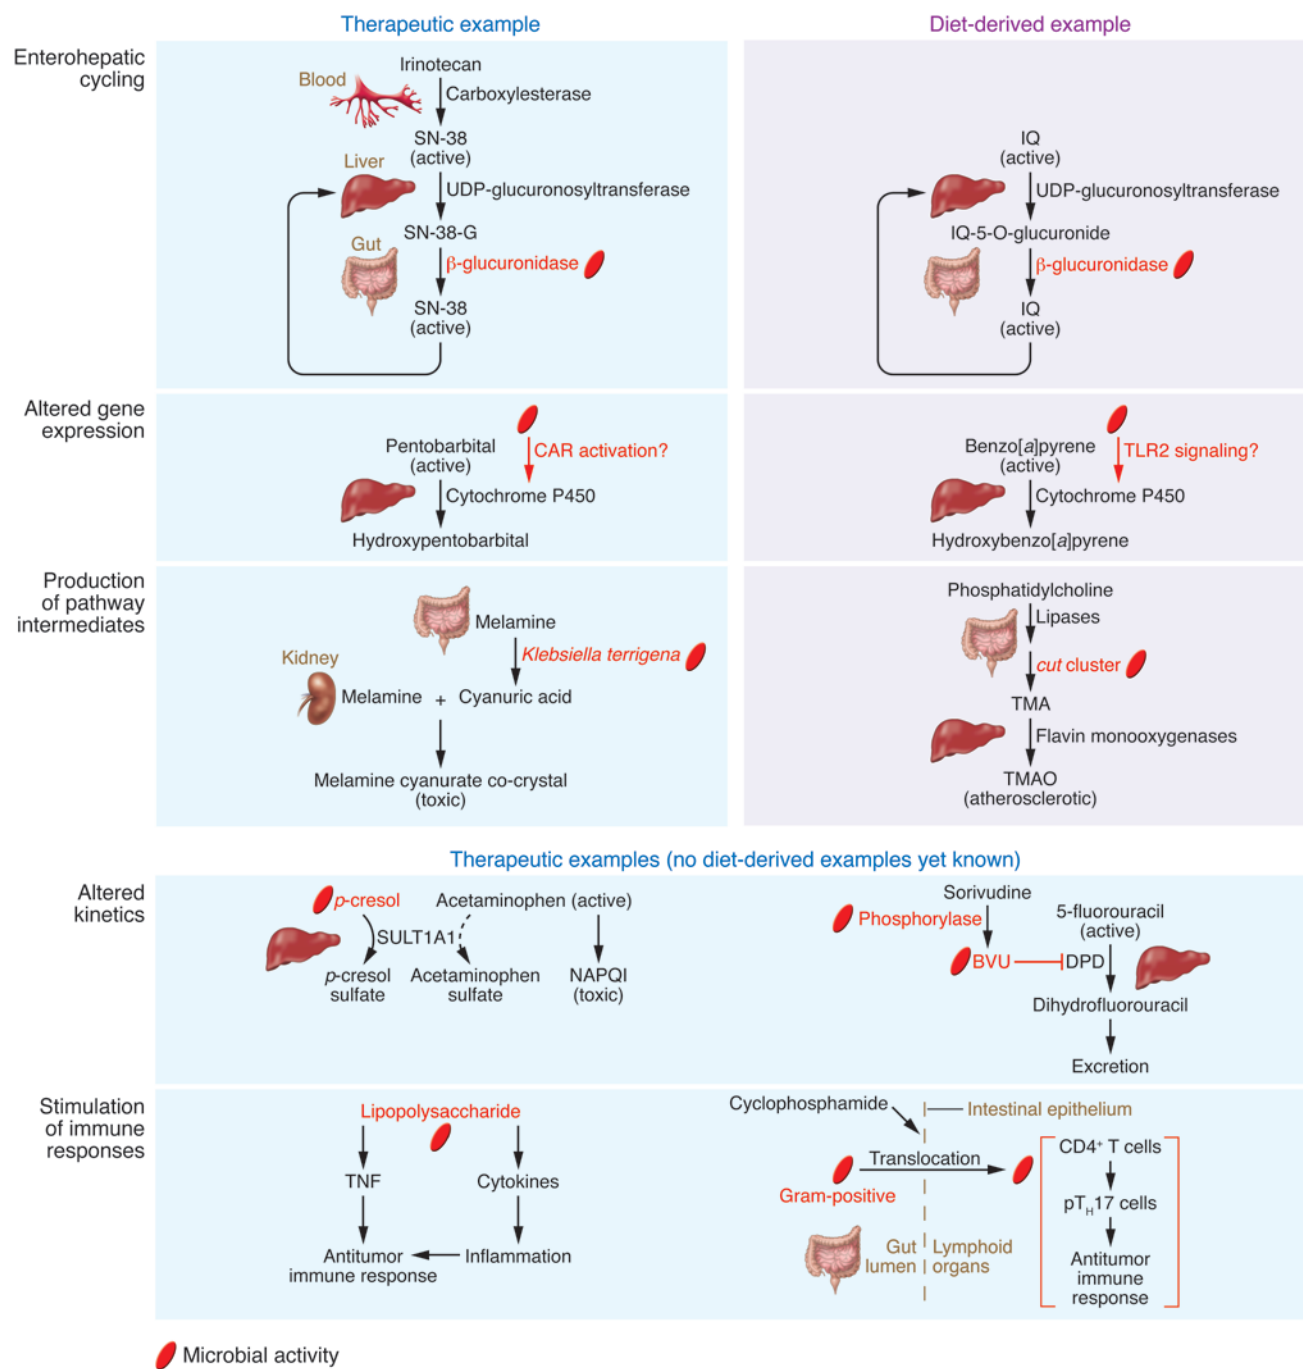 Therapeutic example
Diet-derived example
Enterohepatic
cycling
Blood
Irinotecan
Carboxylesterase
SN-38
(active)
Liver
UDP-glucuronosyltransferase
SN-38-G
Gut
β-glucuronidase
SN-38
(active)
IQ
(active)
UDP-glucuronosyltransferase
IQ-5-O-glucuronide
β-glucuronidase
IQ
(active)
Altered gene
expression
Pentobarbital
(active)
CAR activation?
Cytochrome P450
Hydroxypentobarbital
Benzo[a]pyrene
(active)
TLR2 signaling?
Cytochrome P450
Hydroxybenzo[a]pyrene
Production
of pathway
intermediates
Melamine
Klebsiella terrigena
Kidney
Melamine + Cyanuric acid
Melamine cyanurate co-crystal
(toxic)
Phosphatidylcholine
Lipases
cut cluster
TMA
Flavin monooxygenases
TMAO
(atherosclerotic)
Therapeutic examples (no diet-derived examples yet known)
Altered
kinetics
p-cresol
Acetaminophen (active)
SULT1A1
p-cresol
sulfate
Acetaminophen
sulfate
NAPQI
(toxic)
Sorivudine
Phosphorylase
5-fluorouracil
(active)
BVU
DPD
Dihydrofluorouracil
Excretion
Stimulation
of immune
responses
Lipopolysaccharide
TNF
Cytokines
Antitumor
immune response
Inflammation
Cyclophosphamide
Intestinal epithelium
Translocation
Gram-positive
Gut
lumen
Lymphoid
organs
CD4⁺ T cells
pT_H17 cells
Antitumor
immune
response
Microbial activity